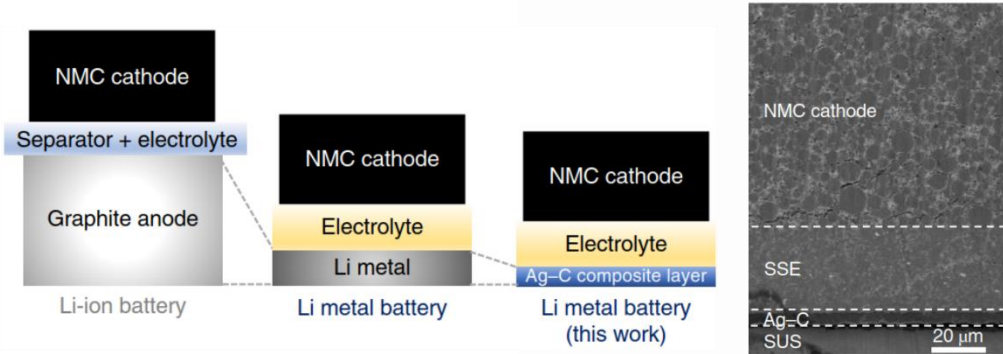 NMC cathode
Separator + electrolyte
Graphite anode
Li-ion battery
NMC cathode
Electrolyte
Li metal
Li metal battery
NMC cathode
Electrolyte
Ag–C composite layer
Li metal battery
(this work)
NMC cathode
SSE
Ag–C
SUS
20 μm